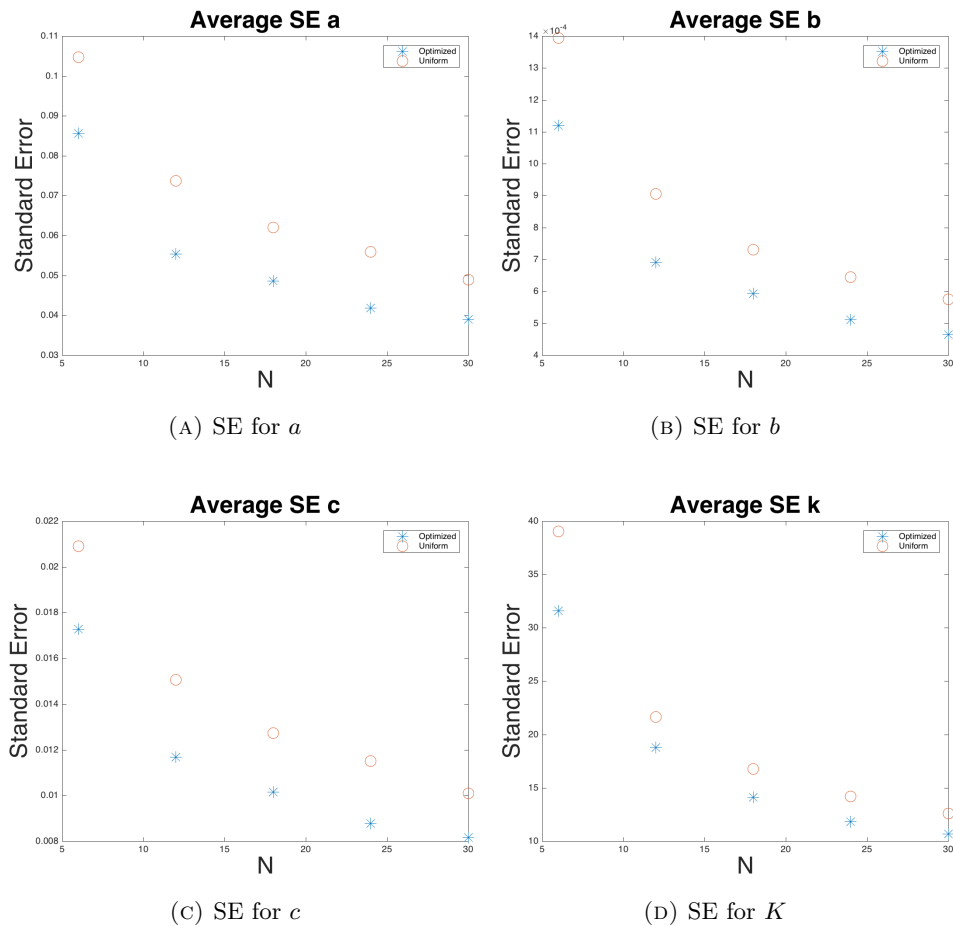 Average SE a
0.11
0.1
0.09
0.08
0.07
0.06
0.05
0.04
0.03
Standard Error
Optimized
Uniform
5 10 15 20 25 30
N
(A) SE for a
Average SE b
×10⁻⁴
14
13
12
11
10
9
8
7
6
5
4
Standard Error
Optimized
Uniform
5 10 15 20 25 30
N
(B) SE for b
Average SE c
0.022
0.02
0.018
0.016
0.014
0.012
0.01
0.008
Standard Error
Optimized
Uniform
5 10 15 20 25 30
N
(C) SE for c
Average SE k
40
35
30
25
20
15
10
Standard Error
Optimized
Uniform
5 10 15 20 25 30
N
(D) SE for K